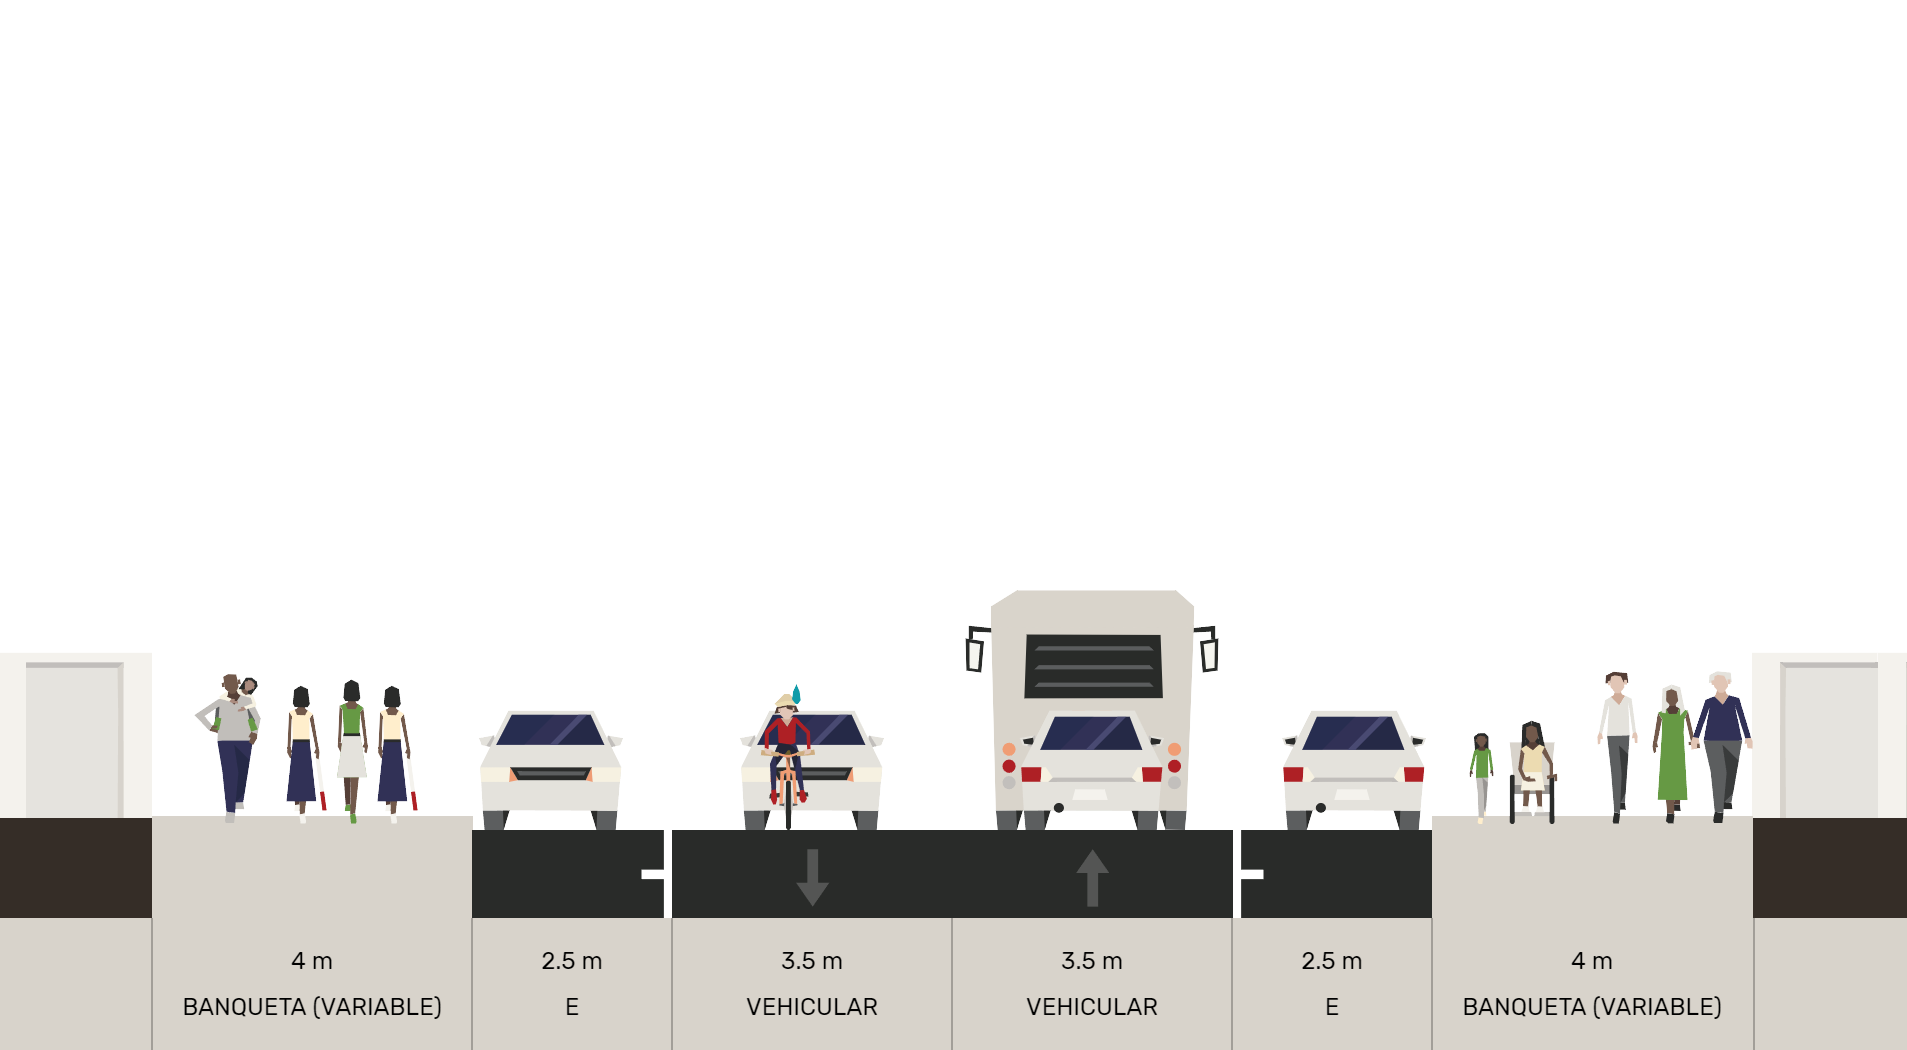 4 m
BANQUETA (VARIABLE)
2.5 m
E
3.5 m
VEHICULAR
3.5 m
VEHICULAR
2.5 m
E
4 m
BANQUETA (VARIABLE)